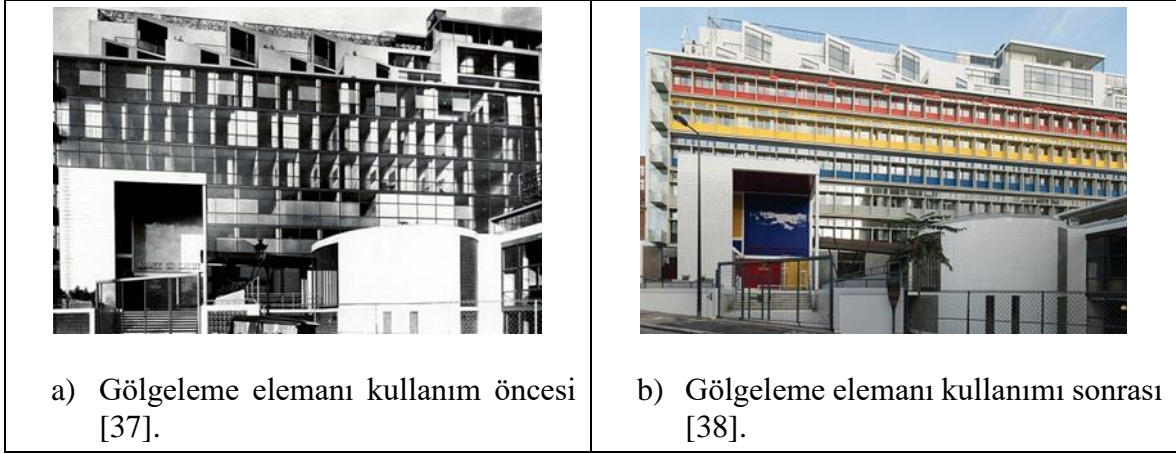 a) Gölgeleme elemanı kullanım öncesi
[37].
b) Gölgeleme elemanı kullanımı sonrası
[38].